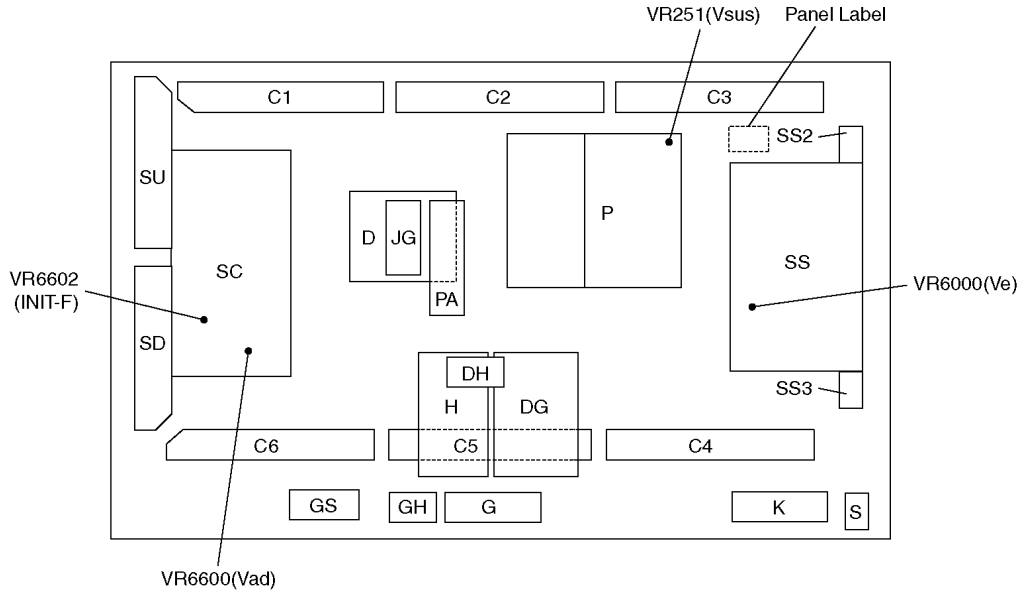 VR251(Vsus)
Panel Label
C1
C2
C3
SS2
SU
P
D
JG
SC
SS
VR6602
(INIT-F)
VR6000(Ve)
PA
SD
DH
SS3
H
DG
C6
C5
C4
GS
GH
G
K
S
VR6600(Vad)